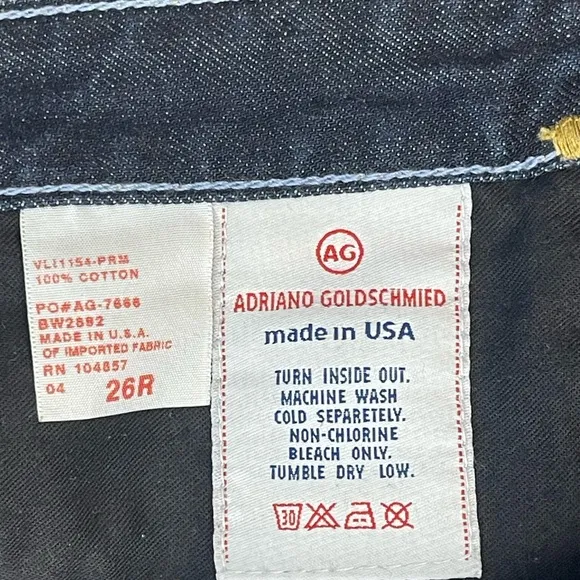 VLI1154-PRM
100% COTTON
PO#AG-7666
BW2882
MADE IN U.S.A.
OF IMPORTED FABRIC
RN 104857
04 26R
AG
ADRIANO GOLDSCHMIED
made in USA
TURN INSIDE OUT.
MACHINE WASH
COLD SEPARETELY.
NON-CHLORINE
BLEACH ONLY.
TUMBLE DRY LOW.
30